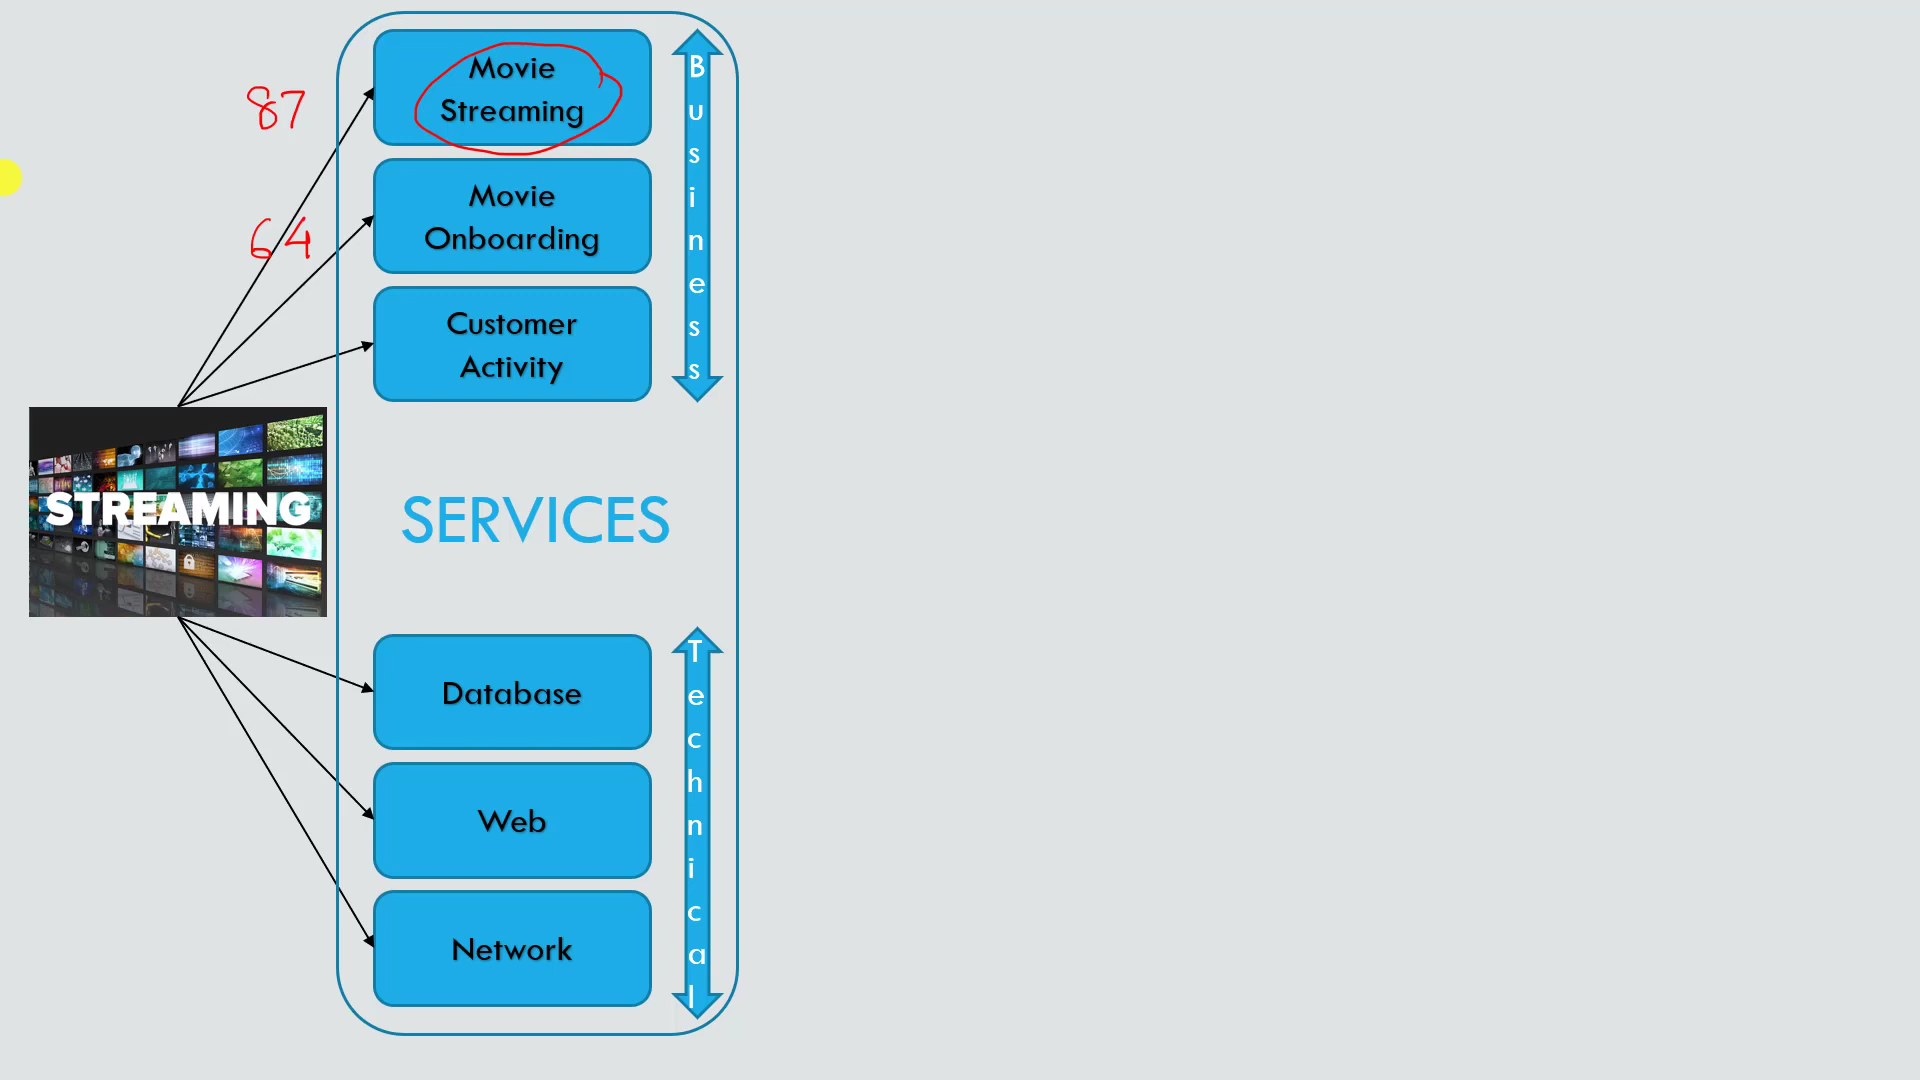 87
Movie
Streaming
64
Movie
Onboarding
Customer
Activity
Business
STREAMING
SERVICES
Database
Web
Network
Technical